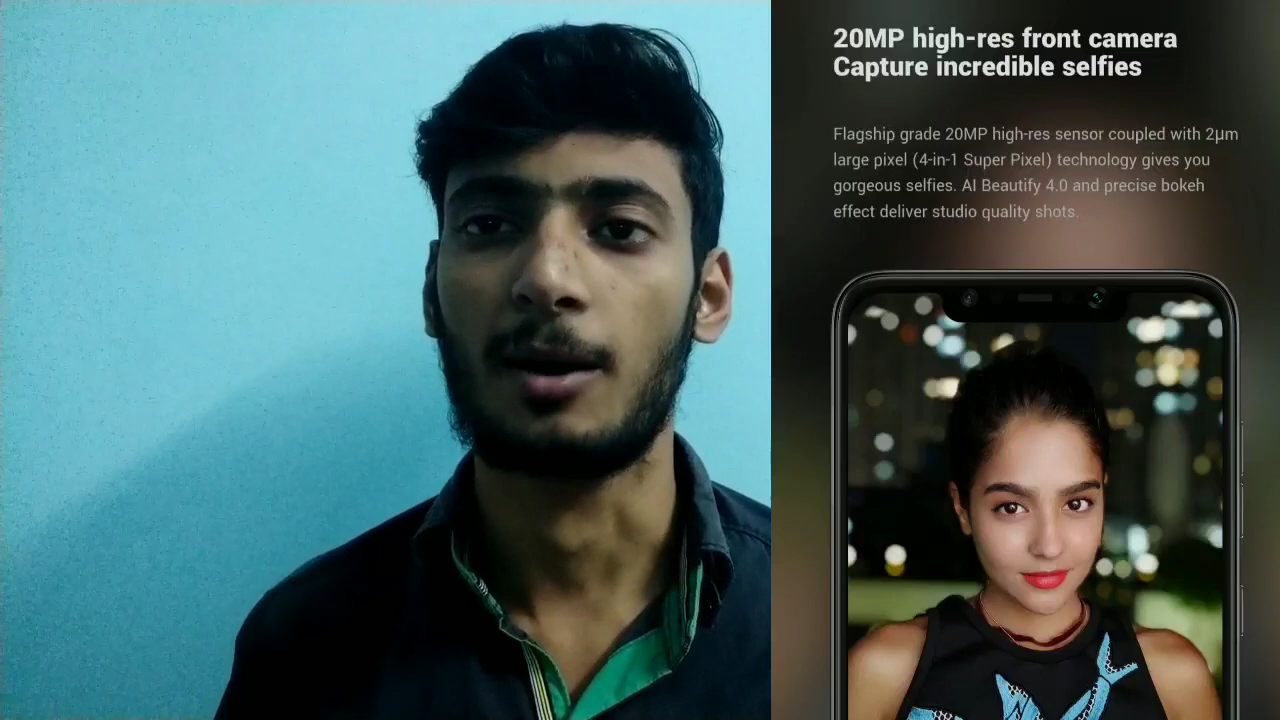 20MP high-res front camera
Capture incredible selfies
Flagship grade 20MP high-res sensor coupled with 2μm
large pixel (4-in-1 Super Pixel) technology gives you
gorgeous selfies. AI Beautify 4.0 and precise bokeh
effect deliver studio quality shots.